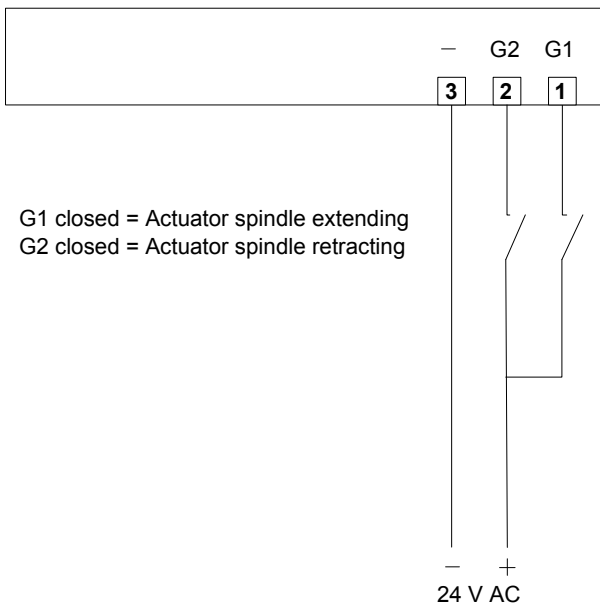 – G2 G1
3 2 1
G1 closed = Actuator spindle extending
G2 closed = Actuator spindle retracting
– +
24 V AC